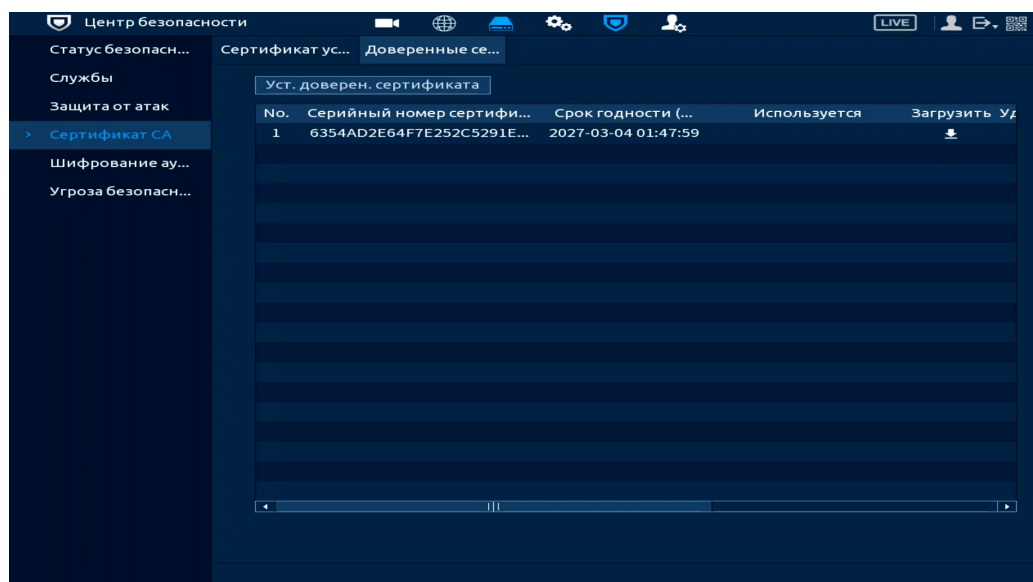 Центр безопасности LIVE
Статус безопасн...
Службы
Защита от атак
> Сертификат CA
Шифрование ау...
Угроза безопасн...
Сертификат ус... Доверенные се...
Уст. доверен. сертификата
No. Серийный номер сертифи... Срок годности (... Используется Загрузить Уд
1 6354AD2E64F7E252C5291E... 2027-03-04 01:47:59